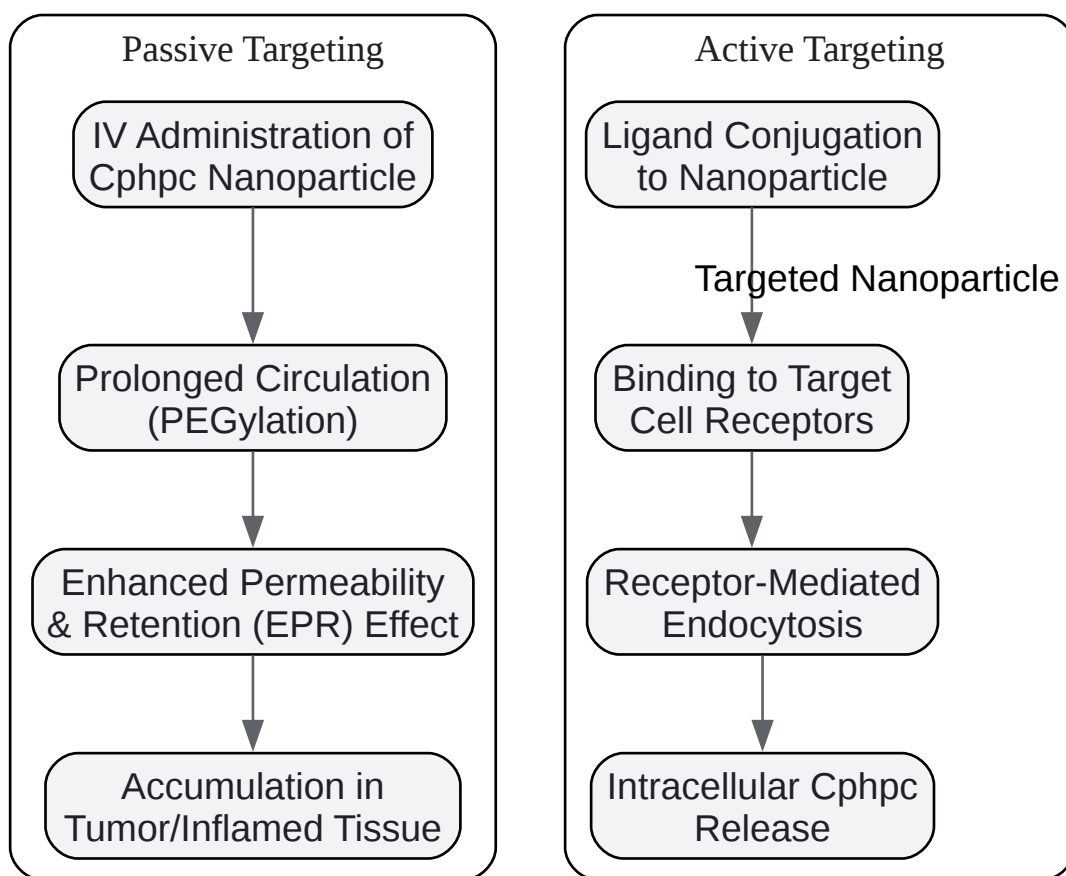 Passive Targeting
IV Administration of
Cphpc Nanoparticle
Prolonged Circulation
(PEGylation)
Enhanced Permeability
& Retention (EPR) Effect
Accumulation in
Tumor/Inflamed Tissue
Active Targeting
Ligand Conjugation
to Nanoparticle
Targeted Nanoparticle
Binding to Target
Cell Receptors
Receptor-Mediated
Endocytosis
Intracellular Cphpc
Release